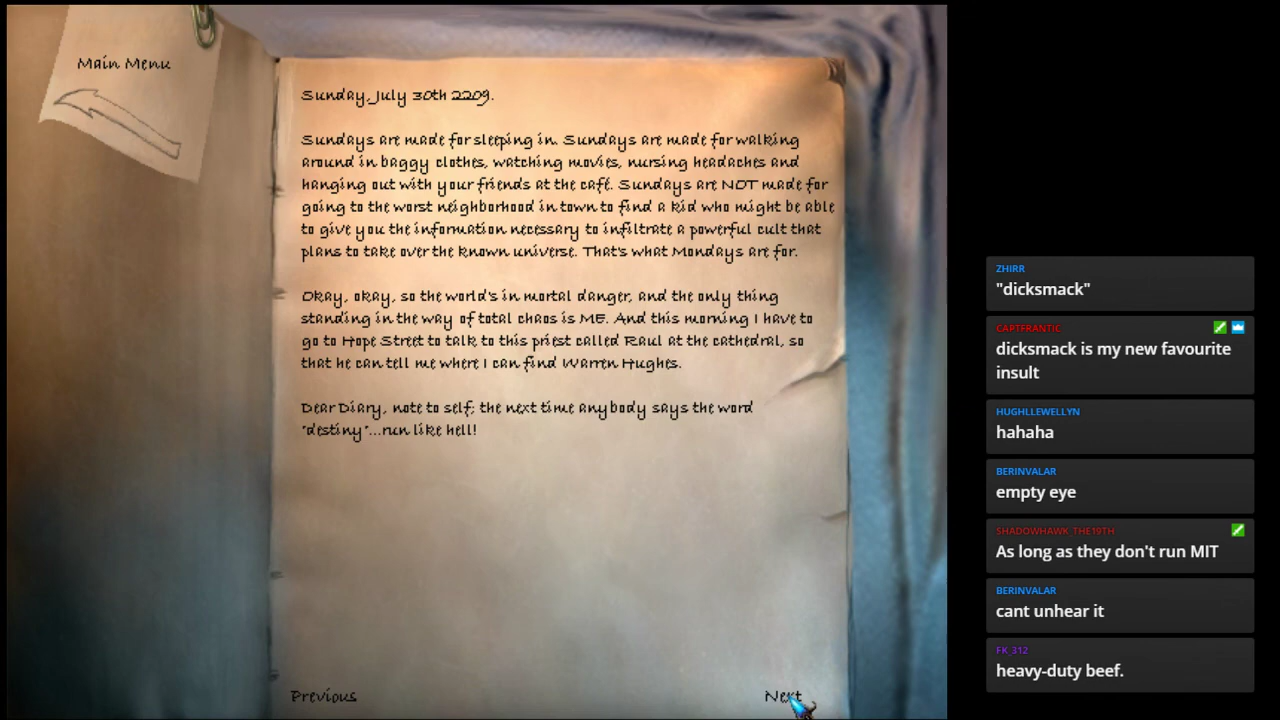 Main Menu
Sunday, July 30th 2209.
Sundays are made for sleeping in. Sundays are made for walking
around in baggy clothes, watching movies, nursing headaches and
hanging out with your friends at the café. Sundays are NOT made for
going to the worst neighborhood in town to find a kid who might be able
to give you the information necessary to infiltrate a powerful cult that
plans to take over the known universe. That's what Mondays are for.
Okay, okay, so the world's in mortal danger, and the only thing
standing in the way of total chaos is ME. And this morning I have to
go to Hope Street to talk to this priest called Raul at the cathedral, so
that he can tell me where I can find Warren Hughes.
Dear Diary, note to self; the next time anybody says the word
"destiny"...run like hell!
Previous
Next
ZHIRR
"dicksmack"
CAPTFRANTIC
dicksmack is my new favourite
insult
HUGHLLEWELLYN
hahaha
BERINVALAR
empty eye
SHADOWHAWK_THE19TH
As long as they don't run MIT
BERINVALAR
cant unhear it
FK_312
heavy-duty beef.